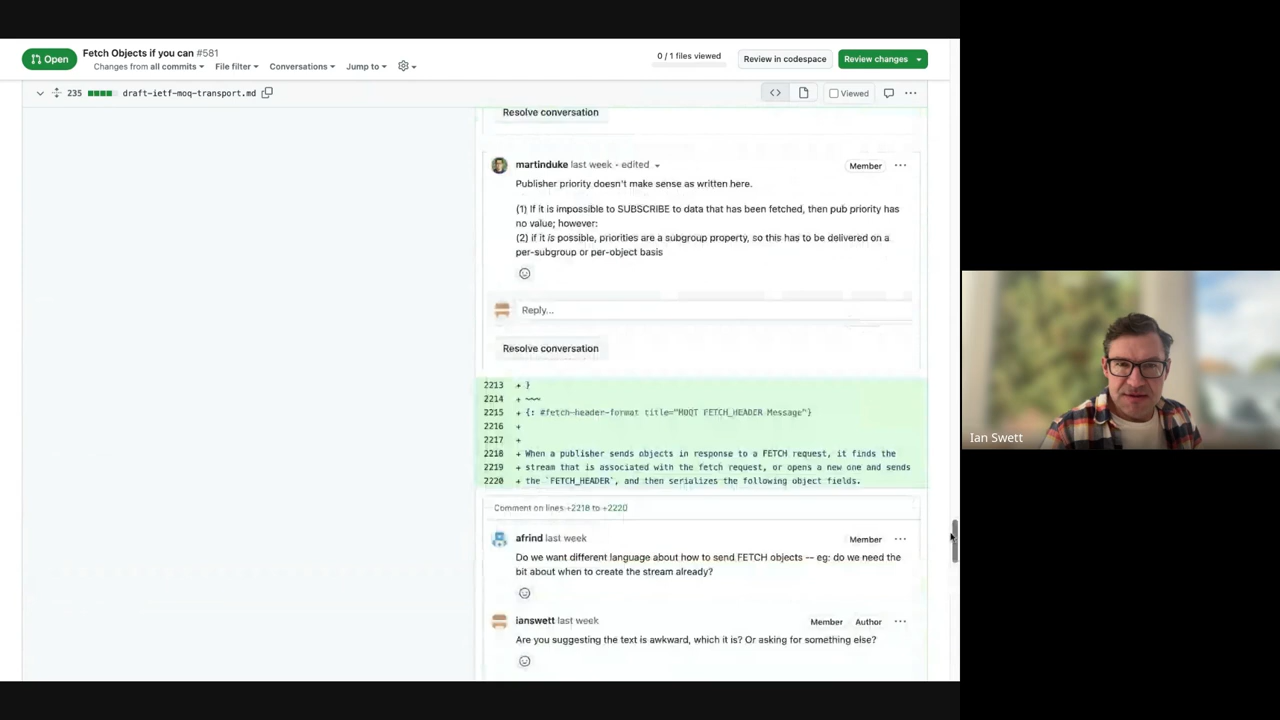 Open
Fetch Objects if you can #581
Changes from all commits
File filter
Conversations
Jump to
0 / 1 files viewed
Review in codespace
Review changes
235
draft-ietf-moq-transport.md
Viewed
Resolve conversation
martinduke last week · edited
Member
Publisher priority doesn't make sense as written here.
(1) If it is impossible to SUBSCRIBE to data that has been fetched, then pub priority has
no value; however:
(2) if it is possible, priorities are a subgroup property, so this has to be delivered on a
per-subgroup or per-object basis
Reply...
Resolve conversation
2213 + }
2214 + ~~~
2215 + {: #fetch-header-format title="MOQT FETCH_HEADER Message"}
2216 +
2217 +
2218 + When a publisher sends objects in response to a FETCH request, it finds the
2219 + stream that is associated with the fetch request, or opens a new one and sends
2220 + the `FETCH_HEADER`, and then serializes the following object fields.
Comment on lines +2218 to +2220
afrind last week
Member
Do we want different language about how to send FETCH objects -- eg: do we need the
bit about when to create the stream already?
ianswett last week
Member
Author
Are you suggesting the text is awkward, which it is? Or asking for something else?
Ian Swett